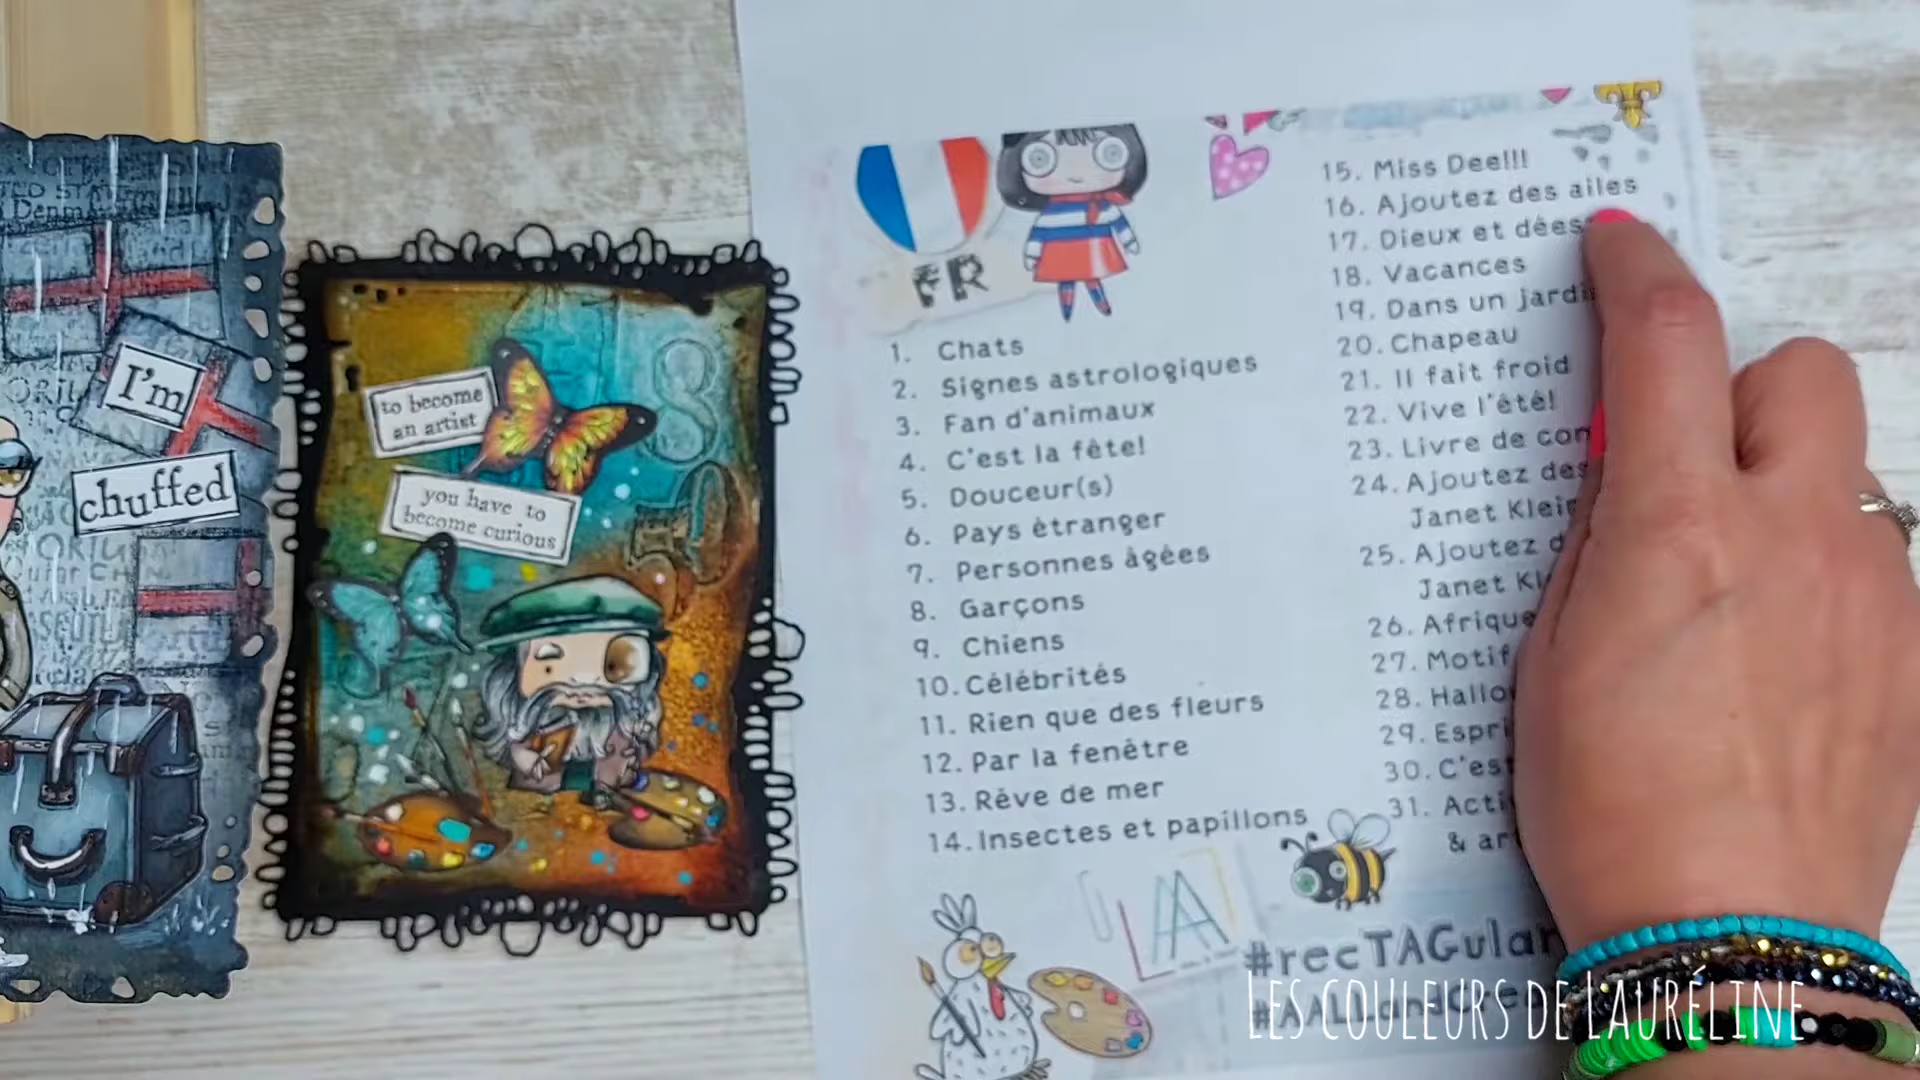 I'm
chuffed
to become
an artist
you have to
become curious
FR
1. Chats
2. Signes astrologiques
3. Fan d'animaux
4. C'est la fête!
5. Douceur(s)
6. Pays étranger
7. Personnes âgées
8. Garçons
9. Chiens
10. Célébrités
11. Rien que des fleurs
12. Par la fenêtre
13. Rêve de mer
14. Insectes et papillons
15. Miss Dee!!!
16. Ajoutez des ailes
17. Dieux et dées
18. Vacances
19. Dans un jardi
20. Chapeau
21. Il fait froid
22. Vive l'été!
23. Livre de con
24. Ajoutez des
Janet Klein
25. Ajoutez d
Janet Kl
26. Afrique
27. Motif
28. Hallo
29. Espri
30. C'est
31. Acti
& ar
#recTAGular
LES COULEURS DE LAURÉLINE